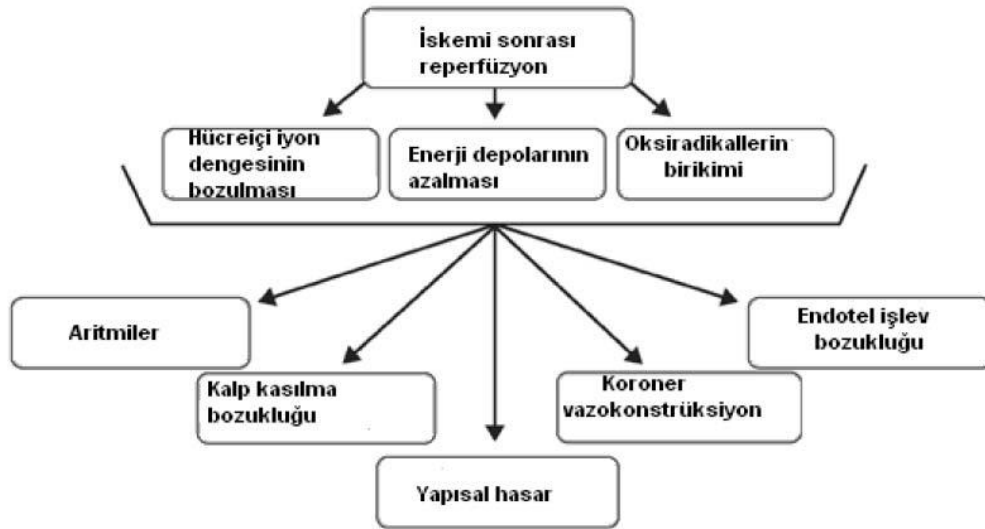 İskemi sonrası
reperfüzyon
Hücreiçi iyon
dengesinin
bozulması
Enerji depolarının
azalması
Oksiradikallerin
birikimi
Aritmiler
Endotel işlev
bozukluğu
Kalp kasılma
bozukluğu
Koroner
vazokonstrüksiyon
Yapısal hasar